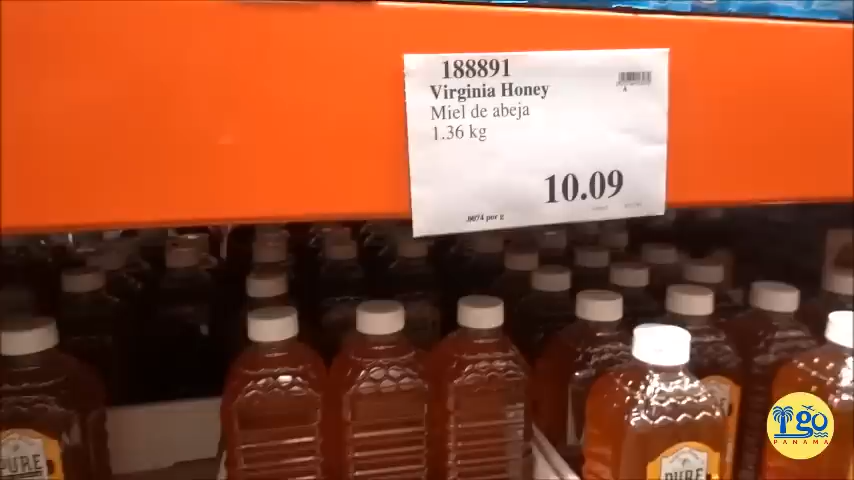 188891
Virginia Honey
Miel de abeja
1.36 kg
A
10.09
.0074 por g
PURE
PURE
I go
PANAMA